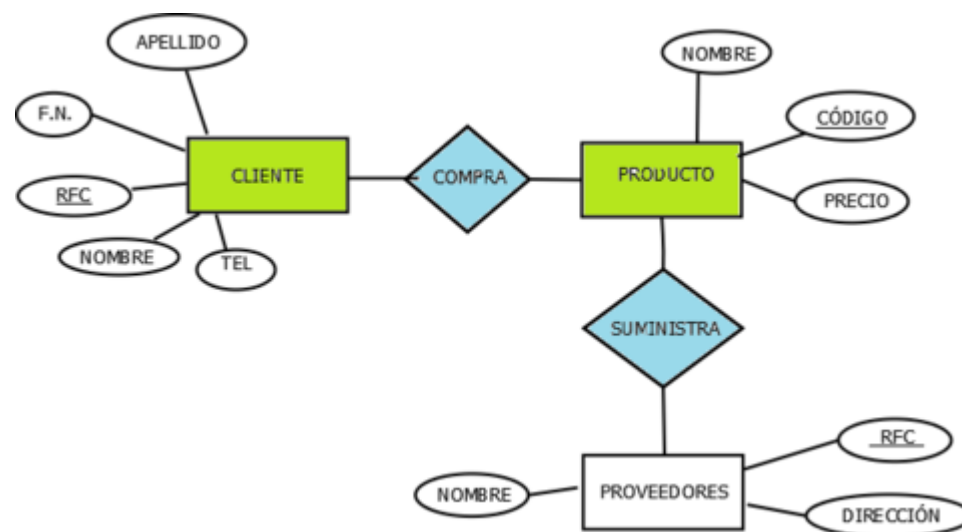 APELLIDO
NOMBRE
F.N.
CÓDIGO
CLIENTE
COMPRA
PRODUCTO
RFC
PRECIO
NOMBRE
TEL
SUMINISTRA
RFC
NOMBRE
PROVEEDORES
DIRECCIÓN